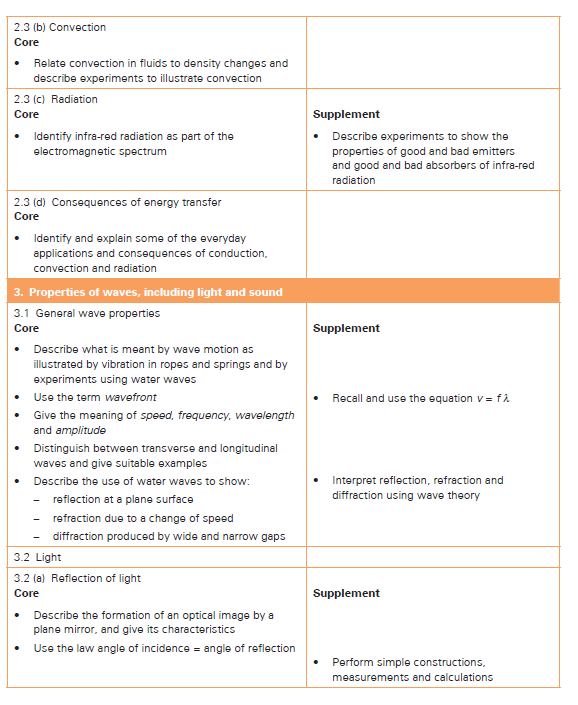 2.3 (b) Convection
Core
• Relate convection in fluids to density changes and
describe experiments to illustrate convection
2.3 (c) Radiation
Core
• Identify infra-red radiation as part of the
electromagnetic spectrum
Supplement
• Describe experiments to show the
properties of good and bad emitters
and good and bad absorbers of infra-red
radiation
2.3 (d) Consequences of energy transfer
Core
• Identify and explain some of the everyday
applications and consequences of conduction,
convection and radiation
3. Properties of waves, including light and sound
3.1 General wave properties
Core
• Describe what is meant by wave motion as
illustrated by vibration in ropes and springs and by
experiments using water waves
• Use the term wavefront
• Give the meaning of speed, frequency, wavelength
and amplitude
• Distinguish between transverse and longitudinal
waves and give suitable examples
• Describe the use of water waves to show:
– reflection at a plane surface
– refraction due to a change of speed
– diffraction produced by wide and narrow gaps
Supplement
• Recall and use the equation v = f λ
• Interpret reflection, refraction and
diffraction using wave theory
3.2 Light
3.2 (a) Reflection of light
Core
• Describe the formation of an optical image by a
plane mirror, and give its characteristics
• Use the law angle of incidence = angle of reflection
Supplement
• Perform simple constructions,
measurements and calculations